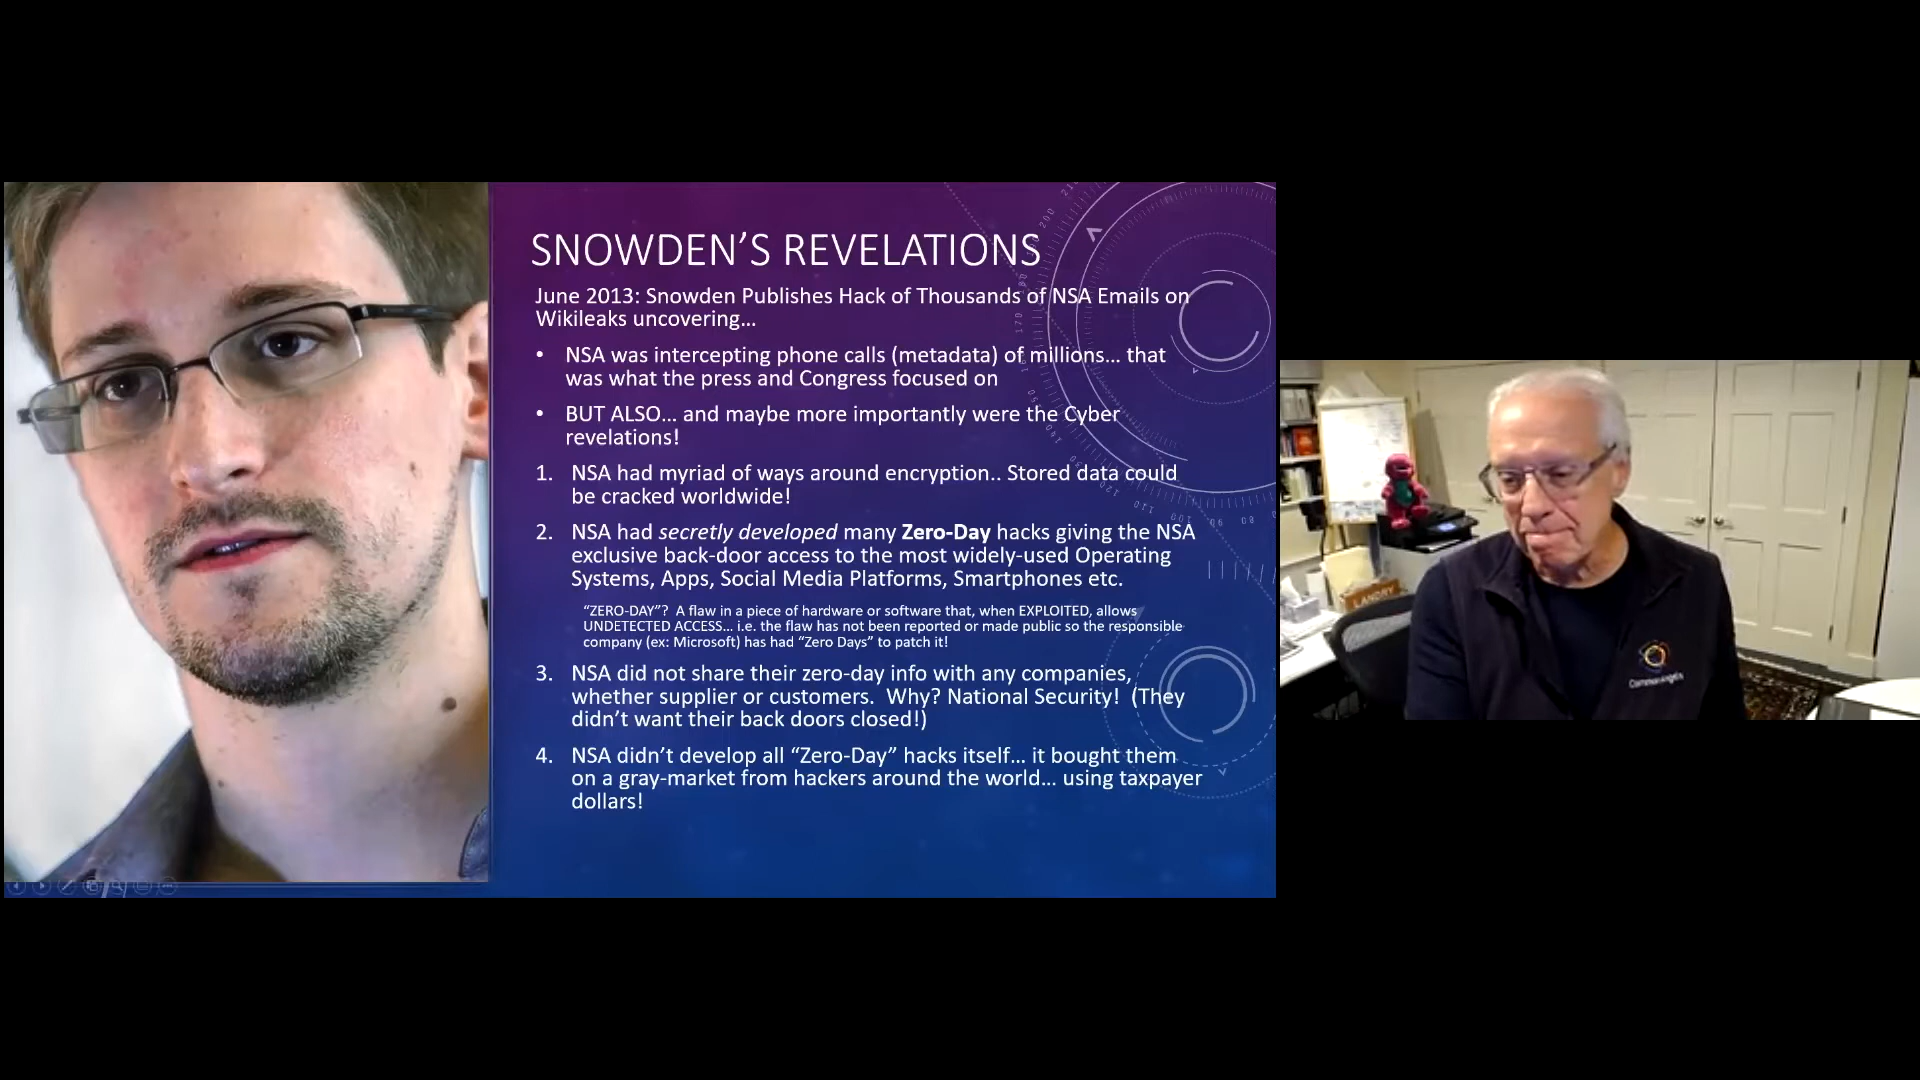 SNOWDEN’S REVELATIONS
June 2013: Snowden Publishes Hack of Thousands of NSA Emails on
Wikileaks uncovering…
• NSA was intercepting phone calls (metadata) of millions… that
was what the press and Congress focused on
• BUT ALSO… and maybe more importantly were the Cyber
revelations!
1. NSA had myriad of ways around encryption.. Stored data could
be cracked worldwide!
2. NSA had secretly developed many Zero-Day hacks giving the NSA
exclusive back-door access to the most widely-used Operating
Systems, Apps, Social Media Platforms, Smartphones etc.
“ZERO-DAY”? A flaw in a piece of hardware or software that, when EXPLOITED, allows
UNDETECTED ACCESS… i.e. the flaw has not been reported or made public so the responsible
company (ex: Microsoft) has had “Zero Days” to patch it!
3. NSA did not share their zero-day info with any companies,
whether supplier or customers. Why? National Security! (They
didn’t want their back doors closed!)
4. NSA didn’t develop all “Zero-Day” hacks itself… it bought them
on a gray-market from hackers around the world… using taxpayer
dollars!
LANDRY